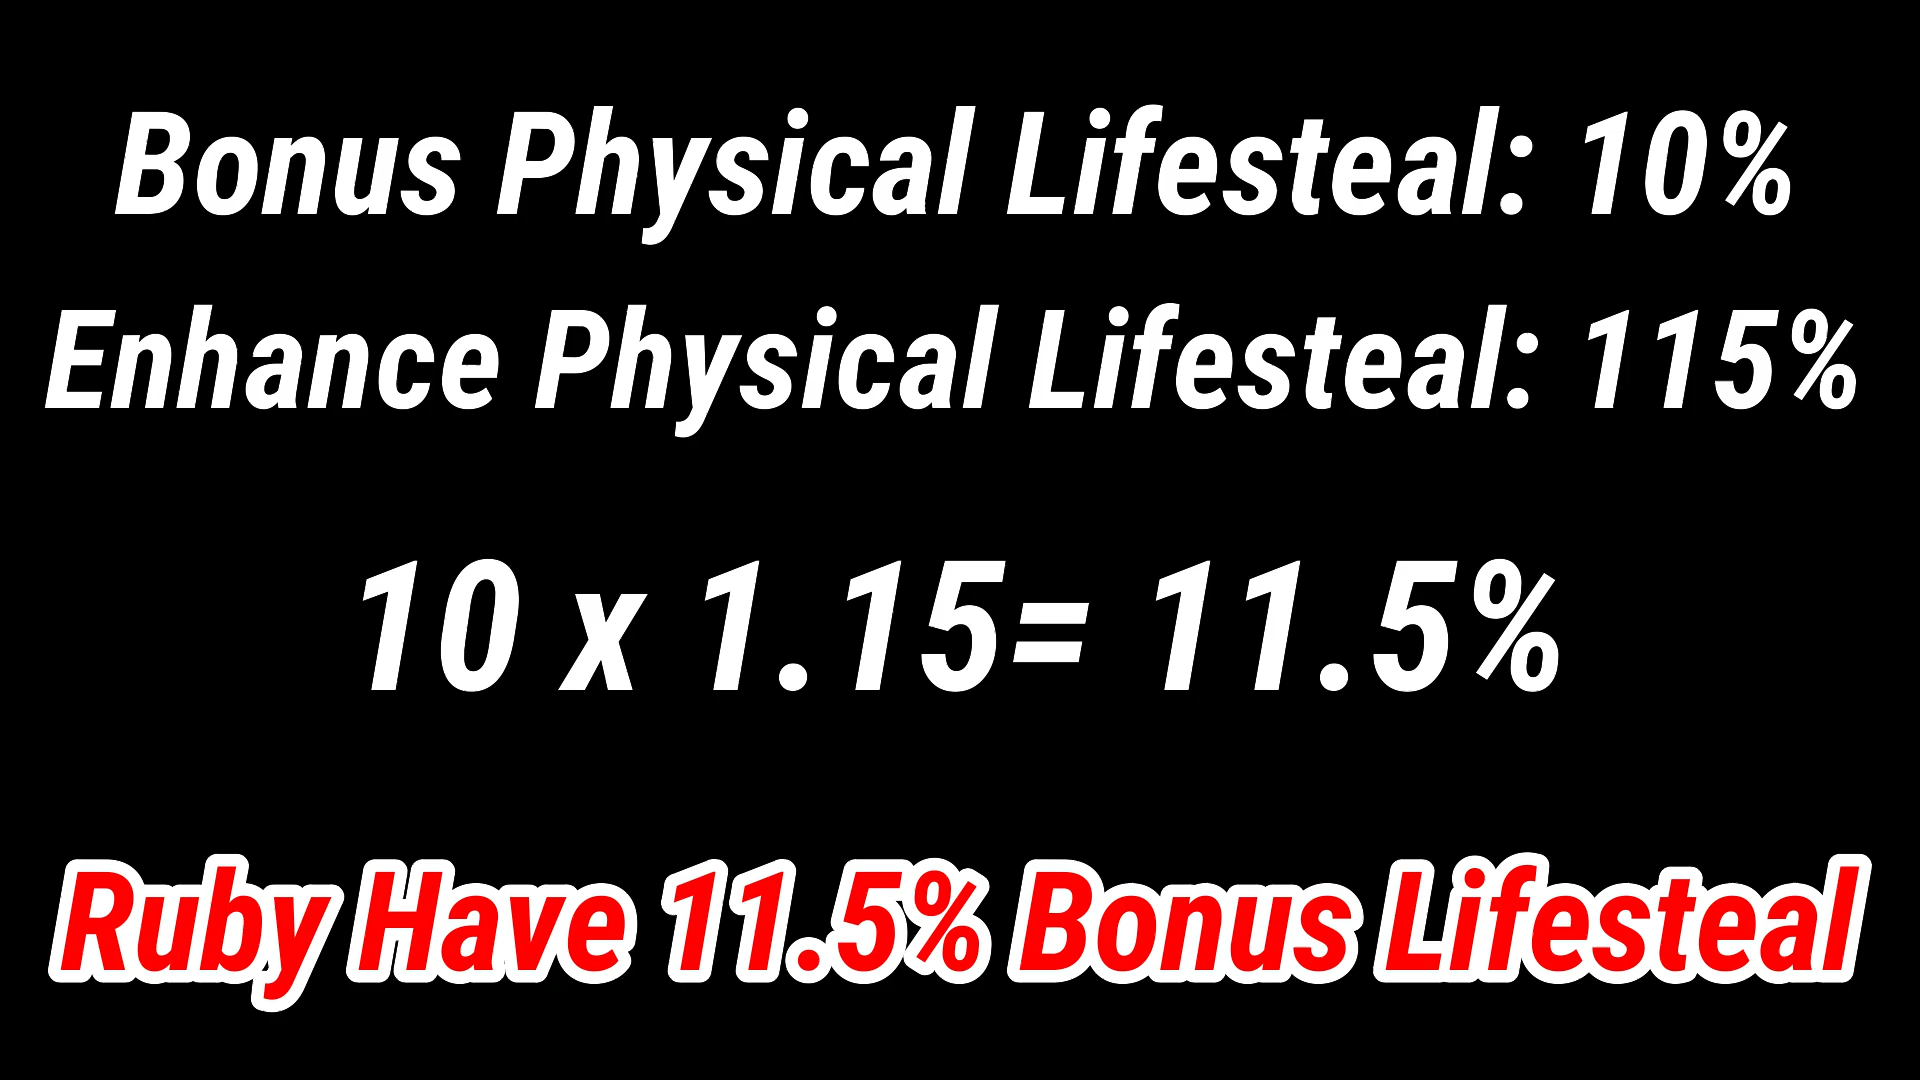 Bonus Physical Lifesteal: 10%
Enhance Physical Lifesteal: 115%
10 x 1.15= 11.5%
Ruby Have 11.5% Bonus Lifesteal